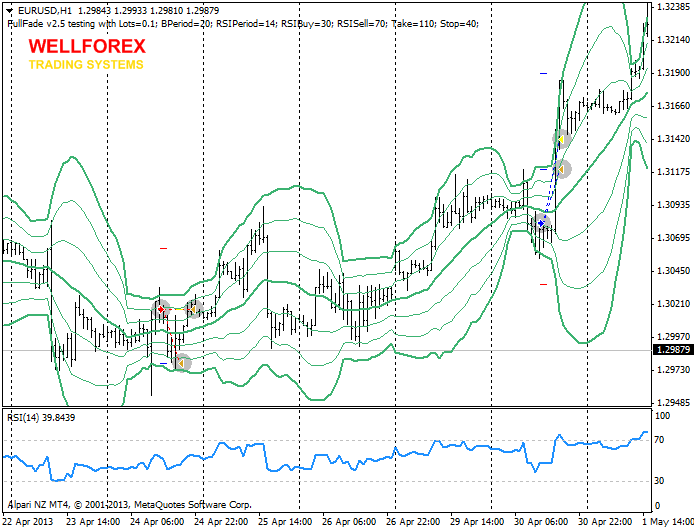 EURUSD,H1 1.29843 1.29933 1.29810 1.29879
FullFade v2.5 testing with Lots=0.1; BPeriod=20; RSIPeriod=14; RSIBuy=30; RSISell=70; Take=110; Stop=40;
WELLFOREX
TRADING SYSTEMS
1.32385
1.32140
1.31900
1.31660
1.31420
1.31180
1.30935
1.30695
1.30450
1.30210
1.29970
1.29879
1.29730
1.29485
RSI(14) 39.8439
100
70
30
0
Alpari NZ MT4, © 2001-2013, MetaQuotes Software Corp.
22 Apr 2013
23 Apr 14:00
24 Apr 06:00
24 Apr 22:00
25 Apr 14:00
26 Apr 06:00
26 Apr 22:00
29 Apr 14:00
30 Apr 06:00
30 Apr 22:00
1 May 14:00